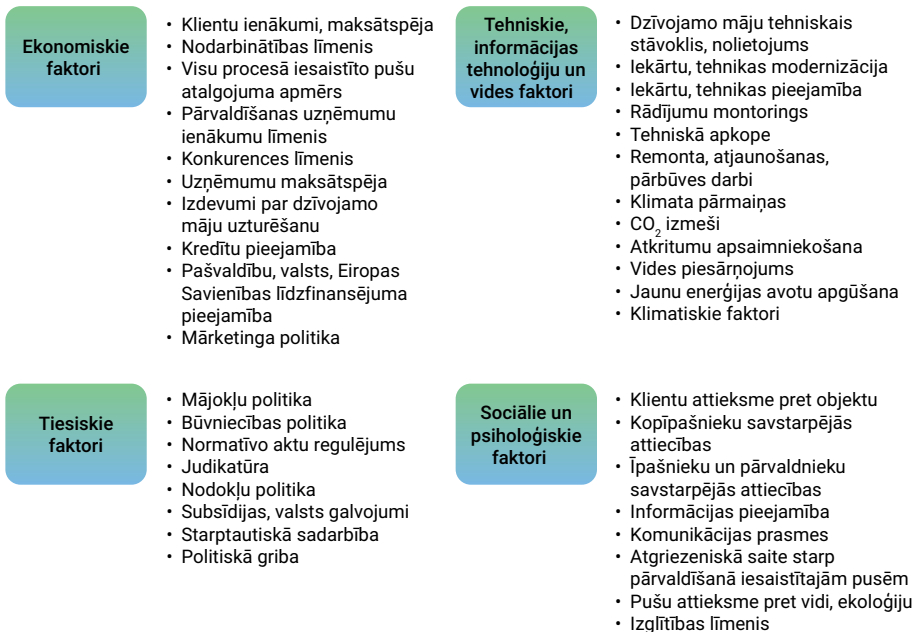 Ekonomiskie
faktori
• Klientu ienākumi, maksātspēja
• Nodarbinātības līmenis
• Visu procesā iesaistīto pušu
atalgojuma apmērs
• Pārvaldīšanas uzņēmumu
ienākumu līmenis
• Konkurences līmenis
• Uzņēmumu maksātspēja
• Izdevumi par dzīvojamo
māju uzturēšanu
• Kredītu pieejamība
• Pašvaldību, valsts, Eiropas
Savienības līdzfinansējuma
pieejamība
• Mārketinga politika
Tehniskie,
informācijas
tehnoloģiju un
vides faktori
• Dzīvojamo māju tehniskais
stāvoklis, nolietojums
• Iekārtu, tehnikas modernizācija
• Iekārtu, tehnikas pieejamība
• Rādījumu montorings
• Tehniskā apkope
• Remonta, atjaunošanas,
pārbūves darbi
• Klimata pārmaiņas
• CO₂ izmeši
• Atkritumu apsaimniekošana
• Vides piesārņojums
• Jaunu enerģijas avotu apgūšana
• Klimatiskie faktori
Tiesiskie
faktori
• Mājokļu politika
• Būvniecības politika
• Normatīvo aktu regulējums
• Judikatūra
• Nodokļu politika
• Subsīdijas, valsts galvojumi
• Starptautiskā sadarbība
• Politiskā griba
Sociālie un
psiholoģiskie
faktori
• Klientu attieksme pret objektu
• Kopīpašnieku savstarpējās
attiecības
• Īpašnieku un pārvaldnieku
savstarpējās attiecības
• Informācijas pieejamība
• Komunikācijas prasmes
• Atgriezeniskā saite starp
pārvaldīšanā iesaistītajām pusēm
• Pušu attieksme pret vidi, ekoloģiju
• Izglītības līmenis